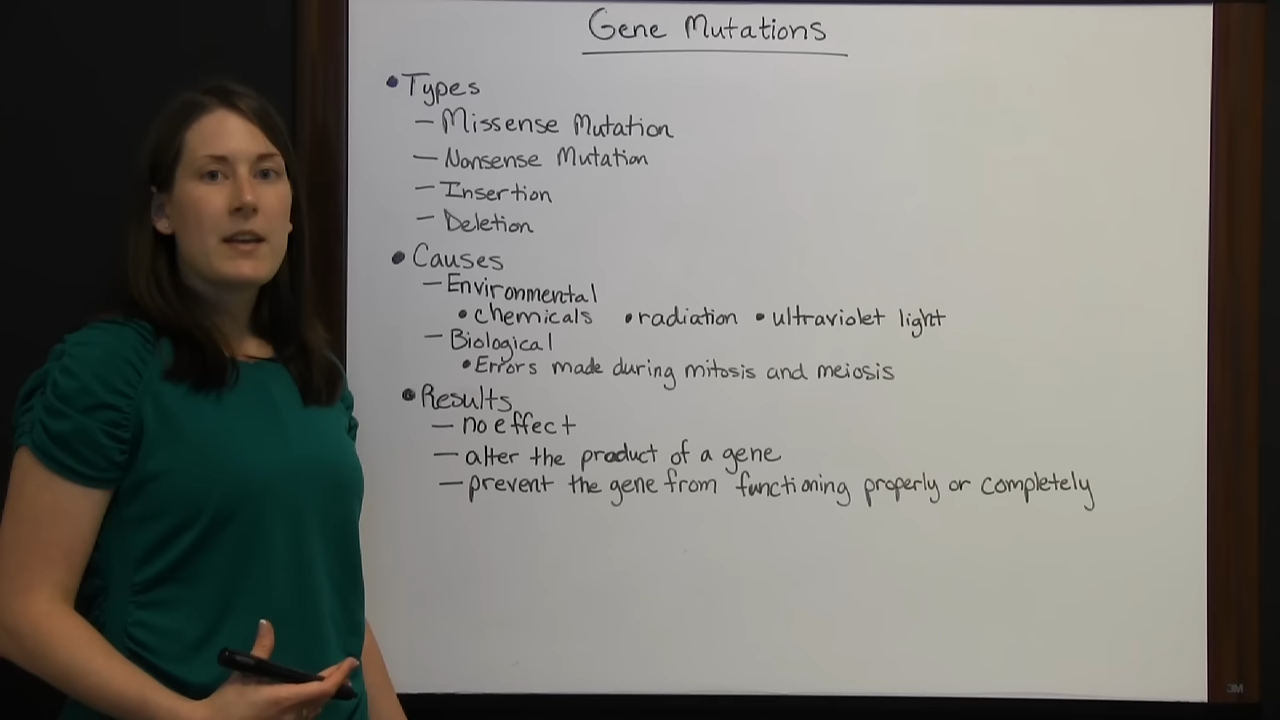 Gene Mutations
• Types
— Missense Mutation
— Nonsense Mutation
— Insertion
— Deletion
• Causes
— Environmental
• chemicals • radiation • ultraviolet light
— Biological
• Errors made during mitosis and meiosis
• Results
— no effect
— alter the product of a gene
— prevent the gene from functioning properly or completely
3M